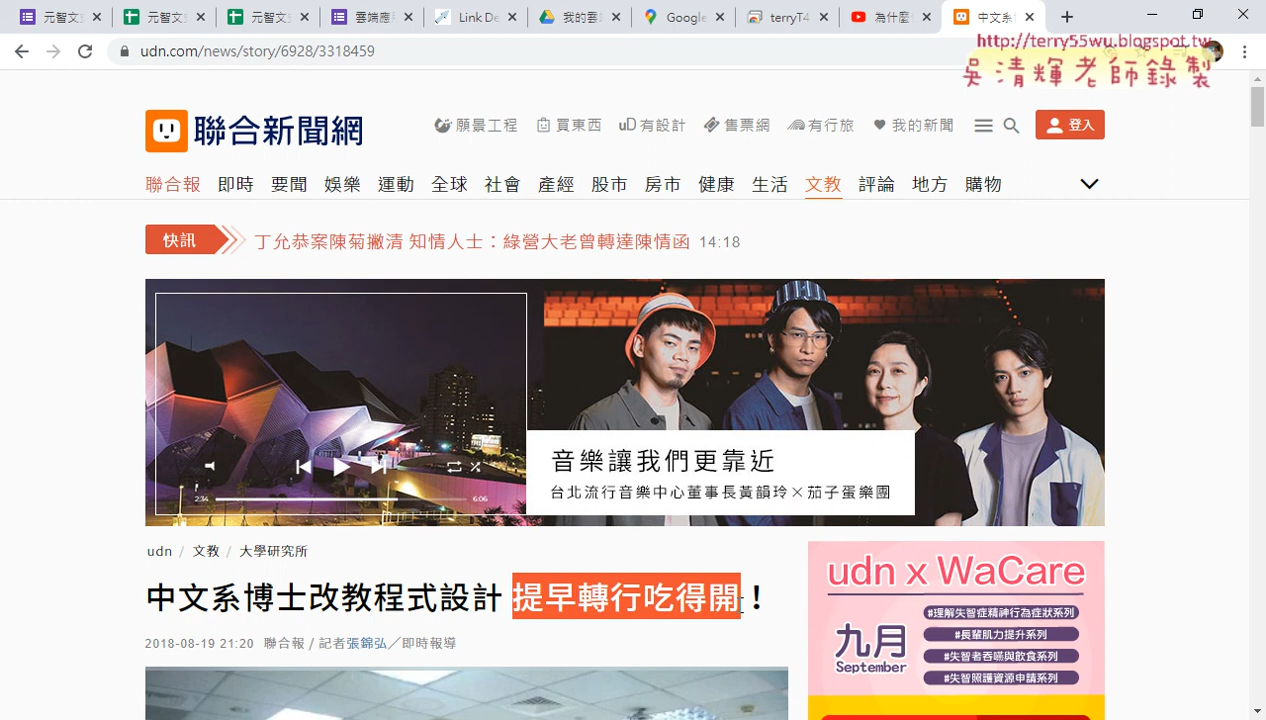 元智文
元智文
元智文
雲端應
Link De
我的雲
Google
terryT4
為什麼
中文系
udn.com/news/story/6928/3318459
http://terry55wu.blogspot.tw
吳清輝老師錄製
聯合新聞網
願景工程 買東西 uD有設計 售票網 有行旅 我的新聞 登入
聯合報 即時 要聞 娛樂 運動 全球 社會 產經 股市 房市 健康 生活 文教 評論 地方 購物
快訊 丁允恭案陳菊撇清 知情人士：綠營大老曾轉達陳情函 14:18
2:34 6:06
音樂讓我們更靠近
台北流行音樂中心董事長黃韻玲×茄子蛋樂團
udn / 文教 / 大學研究所
中文系博士改教程式設計 提早轉行吃得開！
2018-08-19 21:20 聯合報 / 記者張錦弘／即時報導
udn x WaCare
九月
September
#理解失智症精神行為症狀系列
#長輩肌力提升系列
#失智者吞嚥與飲食系列
#失智照護資源申請系列